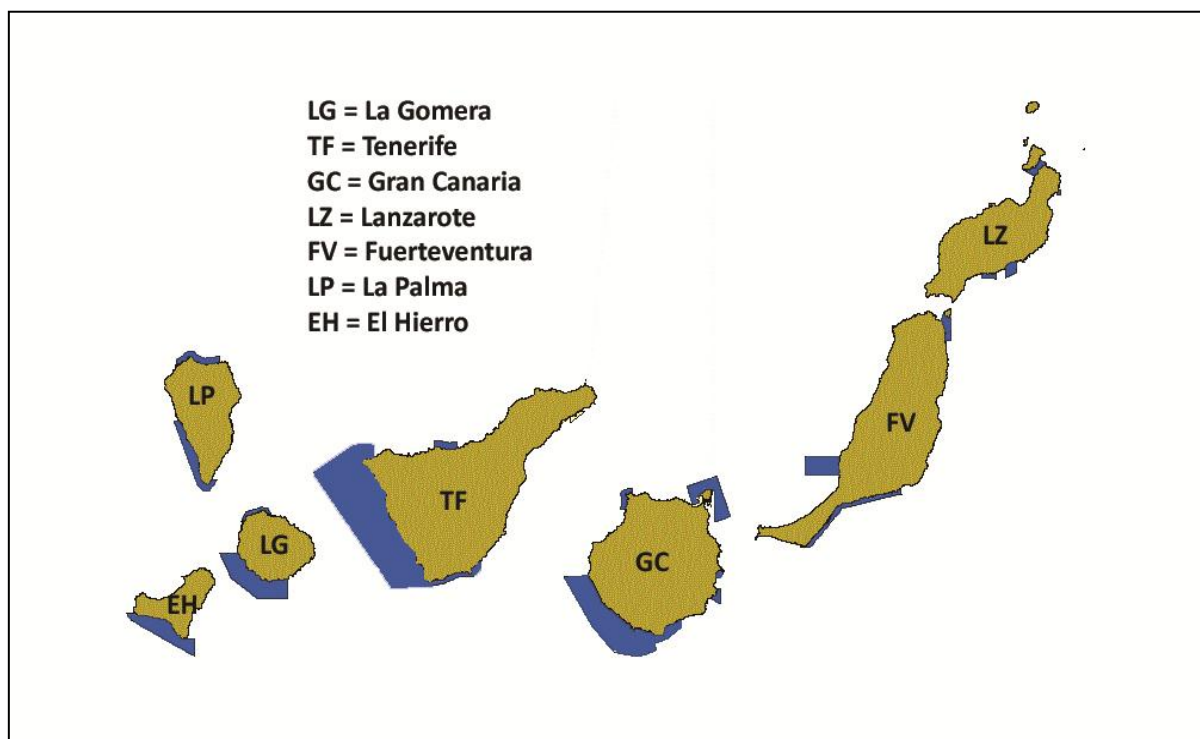 LG = La Gomera
TF = Tenerife
GC = Gran Canaria
LZ = Lanzarote
FV = Fuerteventura
LP = La Palma
EH = El Hierro
LZ
LP
FV
TF
LG
GC
EH